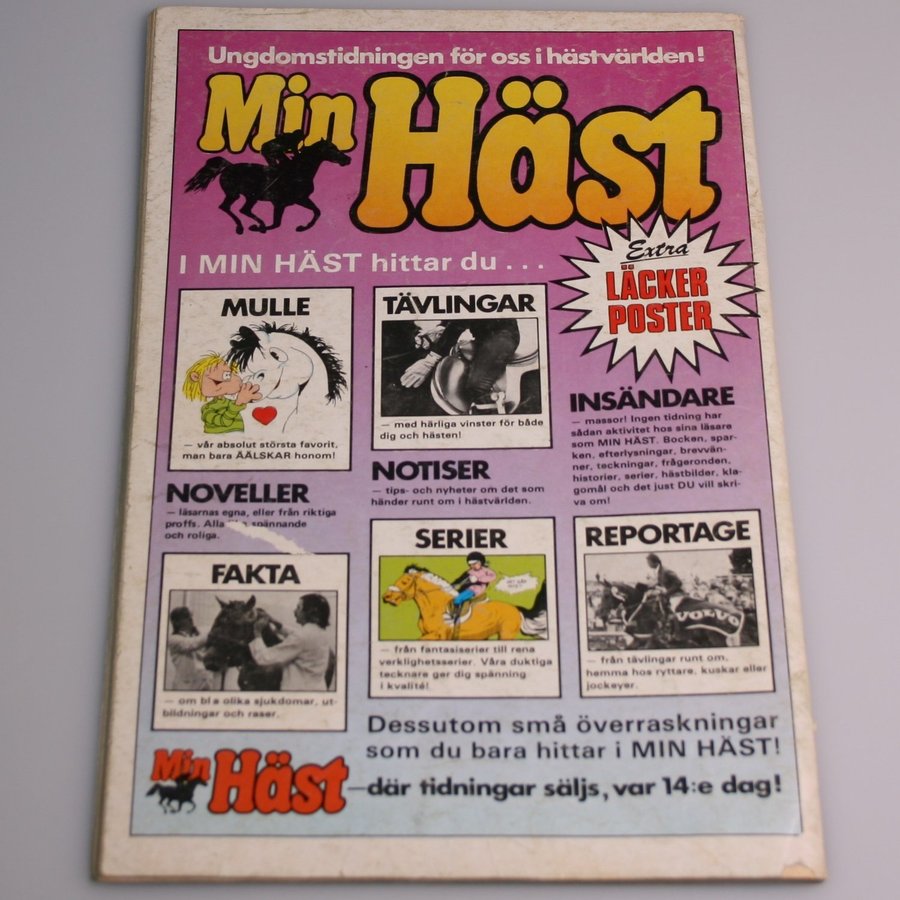 Ungdomstidningen för oss i hästvärlden!
Min Häst
I MIN HÄST hittar du . . .
Extra
LÄCKER
POSTER
MULLE
— vår absolut största favorit,
man bara ÄÄLSKAR honom!
TÄVLINGAR
— med härliga vinster för både
dig och hästen!
INSÄNDARE
— massor! Ingen tidning har
sådan aktivitet hos sina läsare
som MIN HÄST. Bocken, spar-
ken, efterlysningar, brevvän-
ner, teckningar, frågeronden,
historier, serier, hästbilder, kla-
gomål och det just DU vill skri-
va om!
NOVELLER
— läsarnas egna, eller från riktiga
proffs. Alla spännande
och roliga.
NOTISER
— tips- och nyheter om det som
händer runt om i hästvärlden.
FAKTA
— om bl a olika sjukdomar, ut-
bildningar och raser.
SERIER
— från fantasiserier till rena
verklighetsserier. Våra duktiga
tecknare ger dig spänning
i kvalité!
REPORTAGE
VOLVO
— från tävlingar runt om,
hemma hos ryttare, kuskar eller
jockeyer.
Dessutom små överraskningar
som du bara hittar i MIN HÄST!
Min Häst —där tidningar säljs, var 14:e dag!